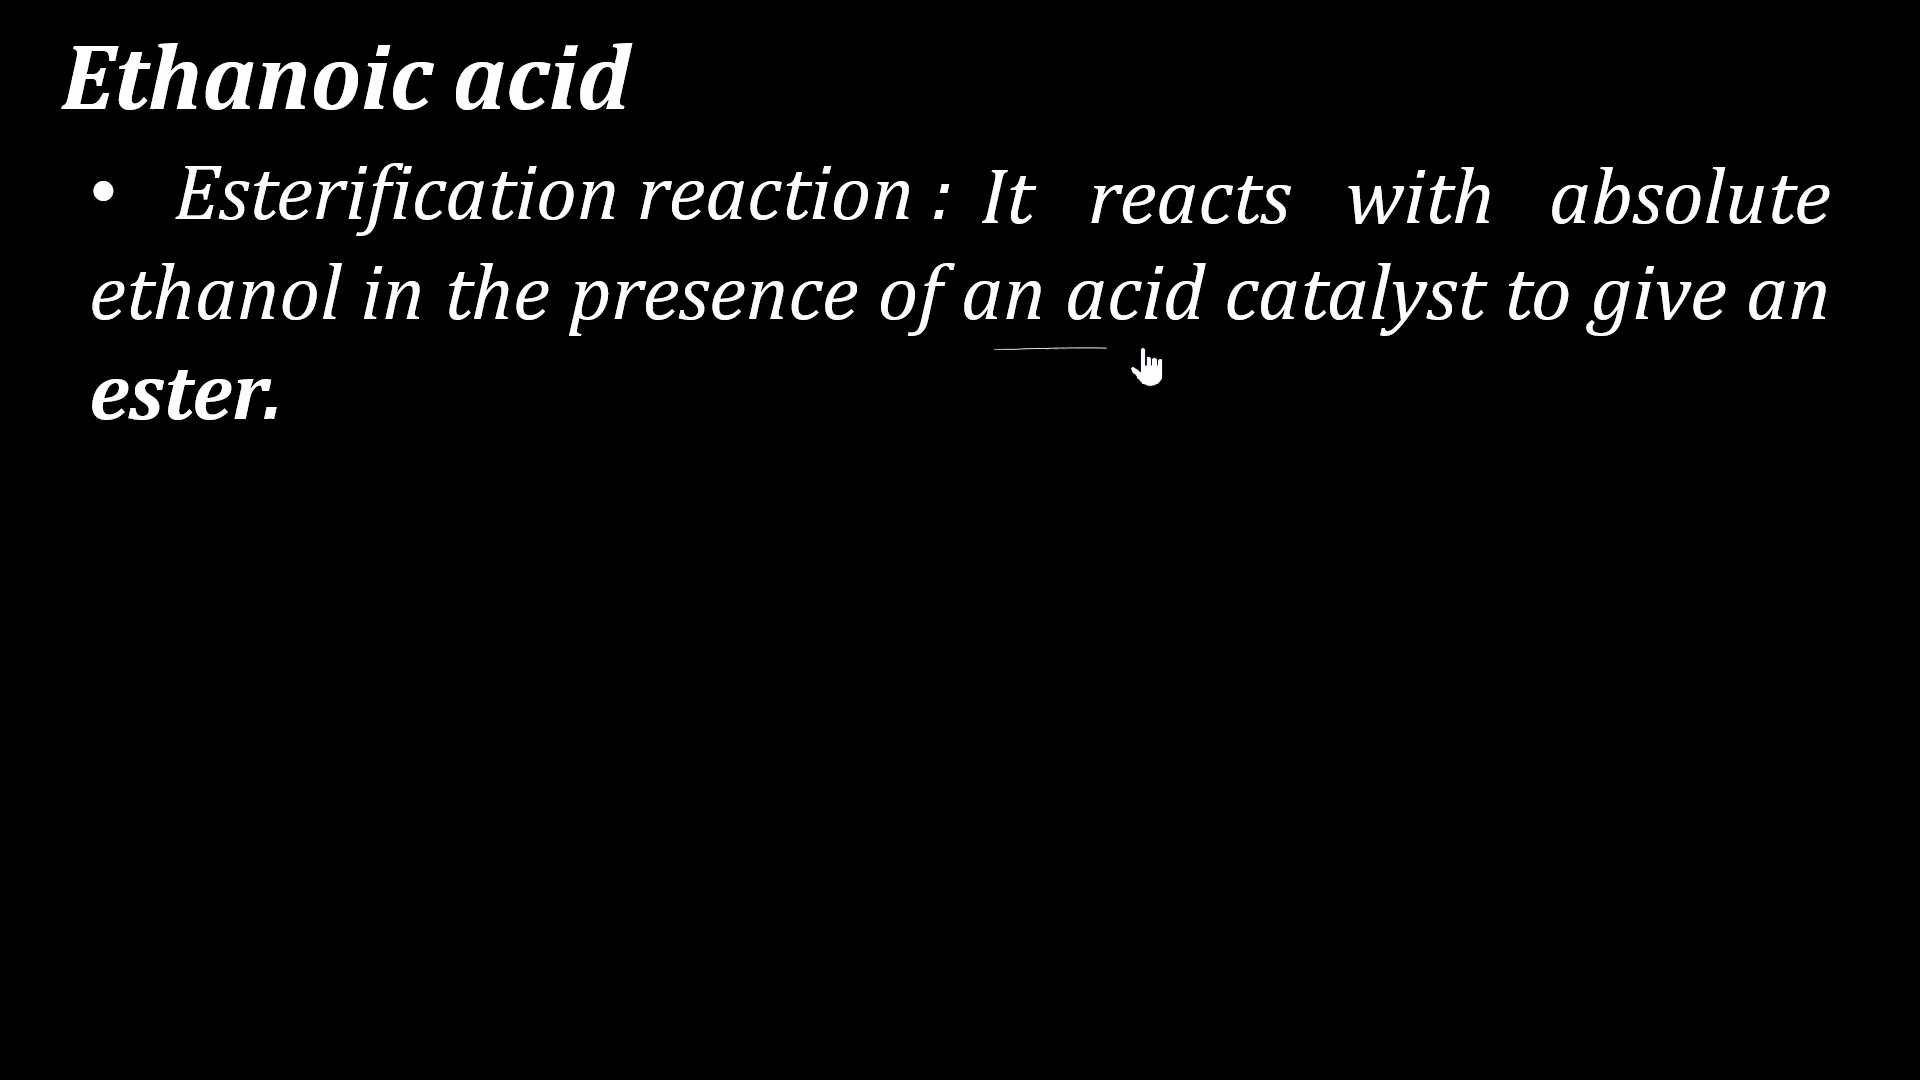 Ethanoic acid
• Esterification reaction : It reacts with absolute
ethanol in the presence of an acid catalyst to give an
ester.